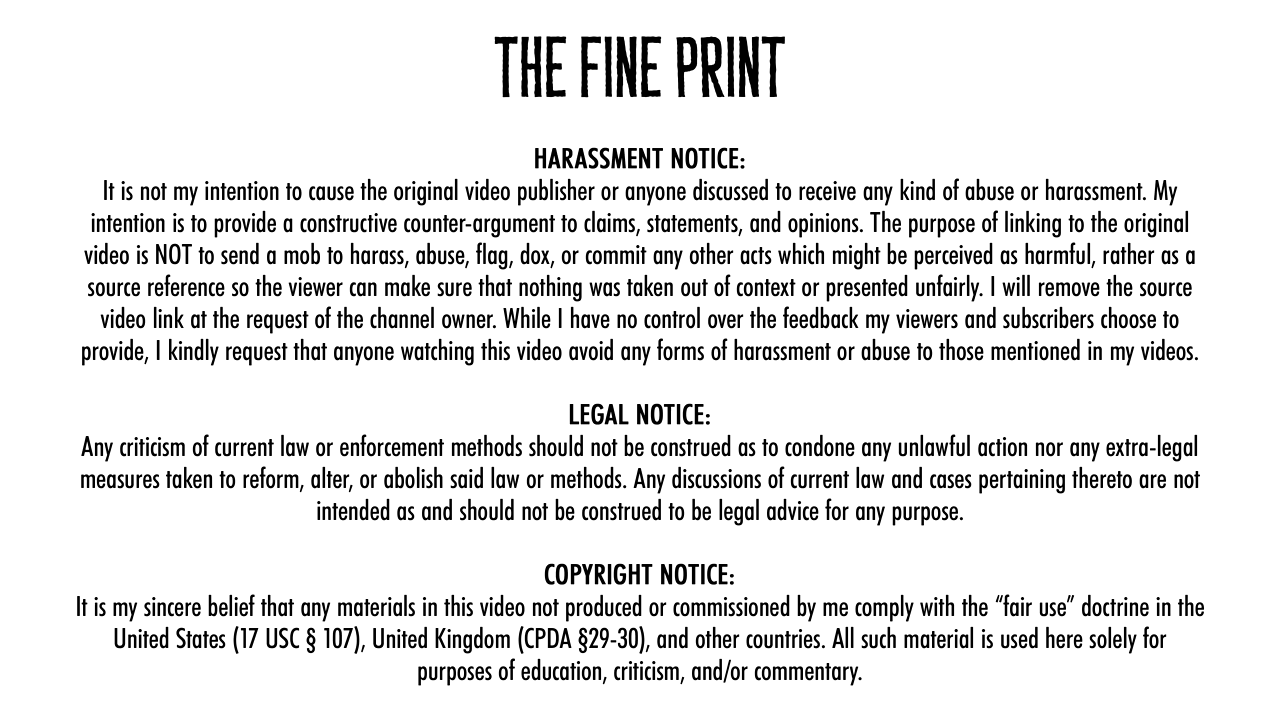 THE FINE PRINT
HARASSMENT NOTICE:
It is not my intention to cause the original video publisher or anyone discussed to receive any kind of abuse or harassment. My
intention is to provide a constructive counter-argument to claims, statements, and opinions. The purpose of linking to the original
video is NOT to send a mob to harass, abuse, flag, dox, or commit any other acts which might be perceived as harmful, rather as a
source reference so the viewer can make sure that nothing was taken out of context or presented unfairly. I will remove the source
video link at the request of the channel owner. While I have no control over the feedback my viewers and subscribers choose to
provide, I kindly request that anyone watching this video avoid any forms of harassment or abuse to those mentioned in my videos.
LEGAL NOTICE:
Any criticism of current law or enforcement methods should not be construed as to condone any unlawful action nor any extra-legal
measures taken to reform, alter, or abolish said law or methods. Any discussions of current law and cases pertaining thereto are not
intended as and should not be construed to be legal advice for any purpose.
COPYRIGHT NOTICE:
It is my sincere belief that any materials in this video not produced or commissioned by me comply with the “fair use” doctrine in the
United States (17 USC § 107), United Kingdom (CPDA §29-30), and other countries. All such material is used here solely for
purposes of education, criticism, and/or commentary.